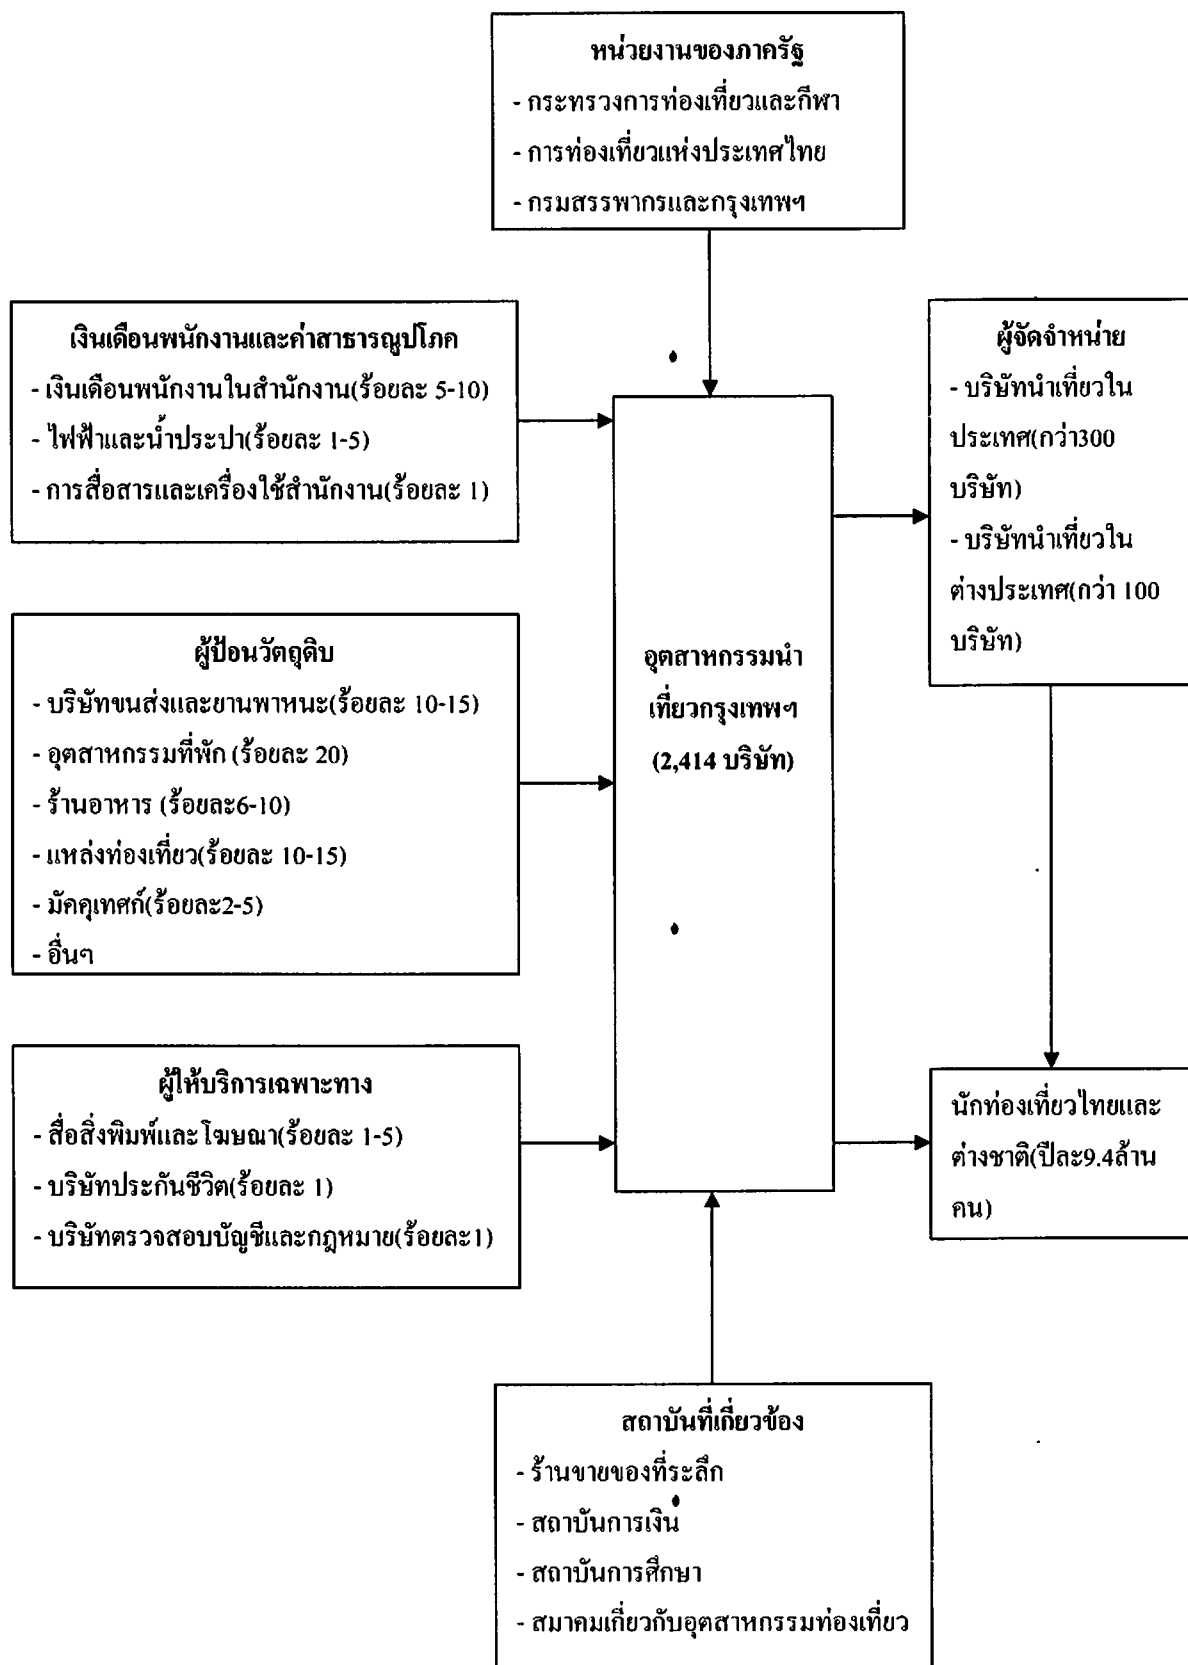 หน่วยงานของภาครัฐ
- กระทรวงการท่องเที่ยวและกีฬา
- การท่องเที่ยวแห่งประเทศไทย
- กรมสรรพากรและกรุงเทพฯ
เงินเดือนพนักงานและค่าสาธารณูปโภค
- เงินเดือนพนักงานในสำนักงาน(ร้อยละ 5-10)
- ไฟฟ้าและน้ำประปา(ร้อยละ 1-5)
- การสื่อสารและเครื่องใช้สำนักงาน(ร้อยละ 1)
ผู้ป้อนวัตถุดิบ
- บริษัทขนส่งและยานพาหนะ(ร้อยละ 10-15)
- อุตสาหกรรมที่พัก (ร้อยละ 20)
- ร้านอาหาร (ร้อยละ6-10)
- แหล่งท่องเที่ยว(ร้อยละ 10-15)
- มัคคุเทศก์(ร้อยละ2-5)
- อื่นๆ
ผู้ให้บริการเฉพาะทาง
- สื่อสิ่งพิมพ์และโฆษณา(ร้อยละ 1-5)
- บริษัทประกันชีวิต(ร้อยละ 1)
- บริษัทตรวจสอบบัญชีและกฎหมาย(ร้อยละ1)
อุตสาหกรรมนำ
เที่ยวกรุงเทพฯ
(2,414 บริษัท)
ผู้จัดจำหน่าย
- บริษัทนำเที่ยวใน
ประเทศ(กว่า300
บริษัท)
- บริษัทนำเที่ยวใน
ต่างประเทศ(กว่า 100
บริษัท)
นักท่องเที่ยวไทยและ
ต่างชาติ(ปีละ9.4ล้าน
คน)
สถาบันที่เกี่ยวข้อง
- ร้านขายของที่ระลึก
- สถาบันการเงิน
- สถาบันการศึกษา
- สมาคมเกี่ยวกับอุตสาหกรรมท่องเที่ยว